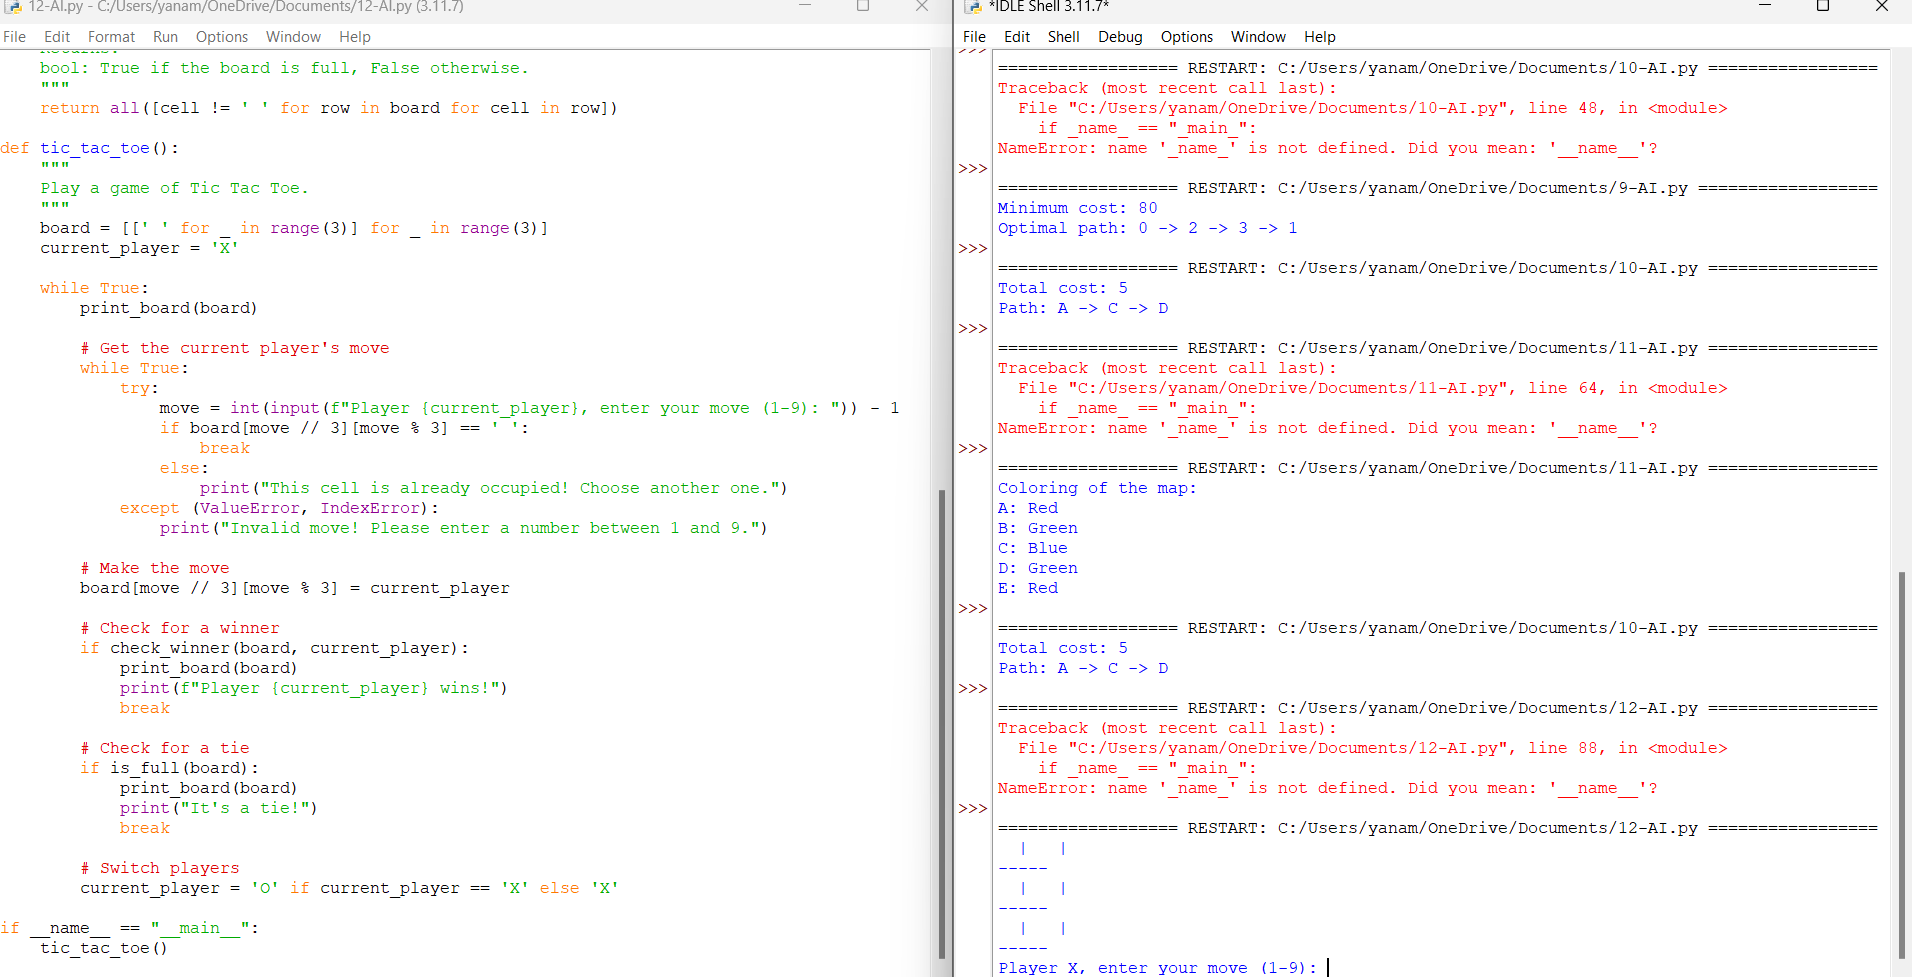 12-AI.py - C:/Users/yanam/OneDrive/Documents/12-AI.py (3.11.7)
File Edit Format Run Options Window Help
    bool: True if the board is full, False otherwise.
    """
    return all([cell != ' ' for row in board for cell in row])

def tic_tac_toe():
    """
    Play a game of Tic Tac Toe.
    """
    board = [[' ' for _ in range(3)] for _ in range(3)]
    current_player = 'X'

    while True:
        print_board(board)

        # Get the current player's move
        while True:
            try:
                move = int(input(f"Player {current_player}, enter your move (1-9): ")) - 1
                if board[move // 3][move % 3] == ' ':
                    break
                else:
                    print("This cell is already occupied! Choose another one.")
            except (ValueError, IndexError):
                print("Invalid move! Please enter a number between 1 and 9.")

        # Make the move
        board[move // 3][move % 3] = current_player

        # Check for a winner
        if check_winner(board, current_player):
            print_board(board)
            print(f"Player {current_player} wins!")
            break

        # Check for a tie
        if is_full(board):
            print_board(board)
            print("It's a tie!")
            break

        # Switch players
        current_player = 'O' if current_player == 'X' else 'X'

if __name__ == "__main__":
    tic_tac_toe()
*IDLE Shell 3.11.7*
File Edit Shell Debug Options Window Help
>>>
================== RESTART: C:/Users/yanam/OneDrive/Documents/10-AI.py =================
Traceback (most recent call last):
  File "C:/Users/yanam/OneDrive/Documents/10-AI.py", line 48, in <module>
    if _name_ == "_main_":
NameError: name '_name_' is not defined. Did you mean: '__name__'?
>>>
================== RESTART: C:/Users/yanam/OneDrive/Documents/9-AI.py ==================
Minimum cost: 80
Optimal path: 0 -> 2 -> 3 -> 1
>>>
================== RESTART: C:/Users/yanam/OneDrive/Documents/10-AI.py =================
Total cost: 5
Path: A -> C -> D
>>>
================== RESTART: C:/Users/yanam/OneDrive/Documents/11-AI.py =================
Traceback (most recent call last):
  File "C:/Users/yanam/OneDrive/Documents/11-AI.py", line 64, in <module>
    if _name_ == "_main_":
NameError: name '_name_' is not defined. Did you mean: '__name__'?
>>>
================== RESTART: C:/Users/yanam/OneDrive/Documents/11-AI.py =================
Coloring of the map:
A: Red
B: Green
C: Blue
D: Green
E: Red
>>>
================== RESTART: C:/Users/yanam/OneDrive/Documents/10-AI.py =================
Total cost: 5
Path: A -> C -> D
>>>
================== RESTART: C:/Users/yanam/OneDrive/Documents/12-AI.py =================
Traceback (most recent call last):
  File "C:/Users/yanam/OneDrive/Documents/12-AI.py", line 88, in <module>
    if _name_ == "_main_":
NameError: name '_name_' is not defined. Did you mean: '__name__'?
>>>
================== RESTART: C:/Users/yanam/OneDrive/Documents/12-AI.py =================
  |   |
-----
  |   |
-----
  |   |
-----
Player X, enter your move (1-9):